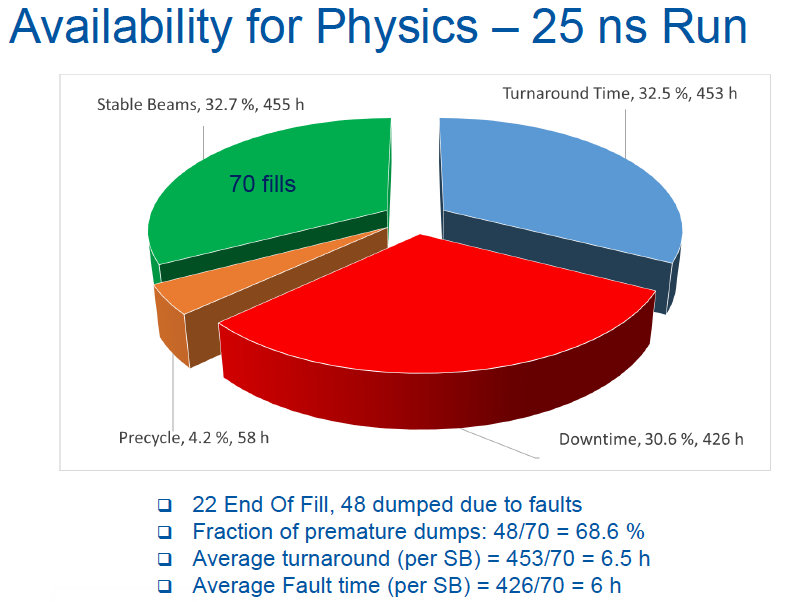 Availability for Physics – 25 ns Run
Stable Beams, 32.7 %, 455 h
Turnaround Time, 32.5 %, 453 h
70 fills
Precycle, 4.2 %, 58 h
Downtime, 30.6 %, 426 h
❑ 22 End Of Fill, 48 dumped due to faults
❑ Fraction of premature dumps: 48/70 = 68.6 %
❑ Average turnaround (per SB) = 453/70 = 6.5 h
❑ Average Fault time (per SB) = 426/70 = 6 h